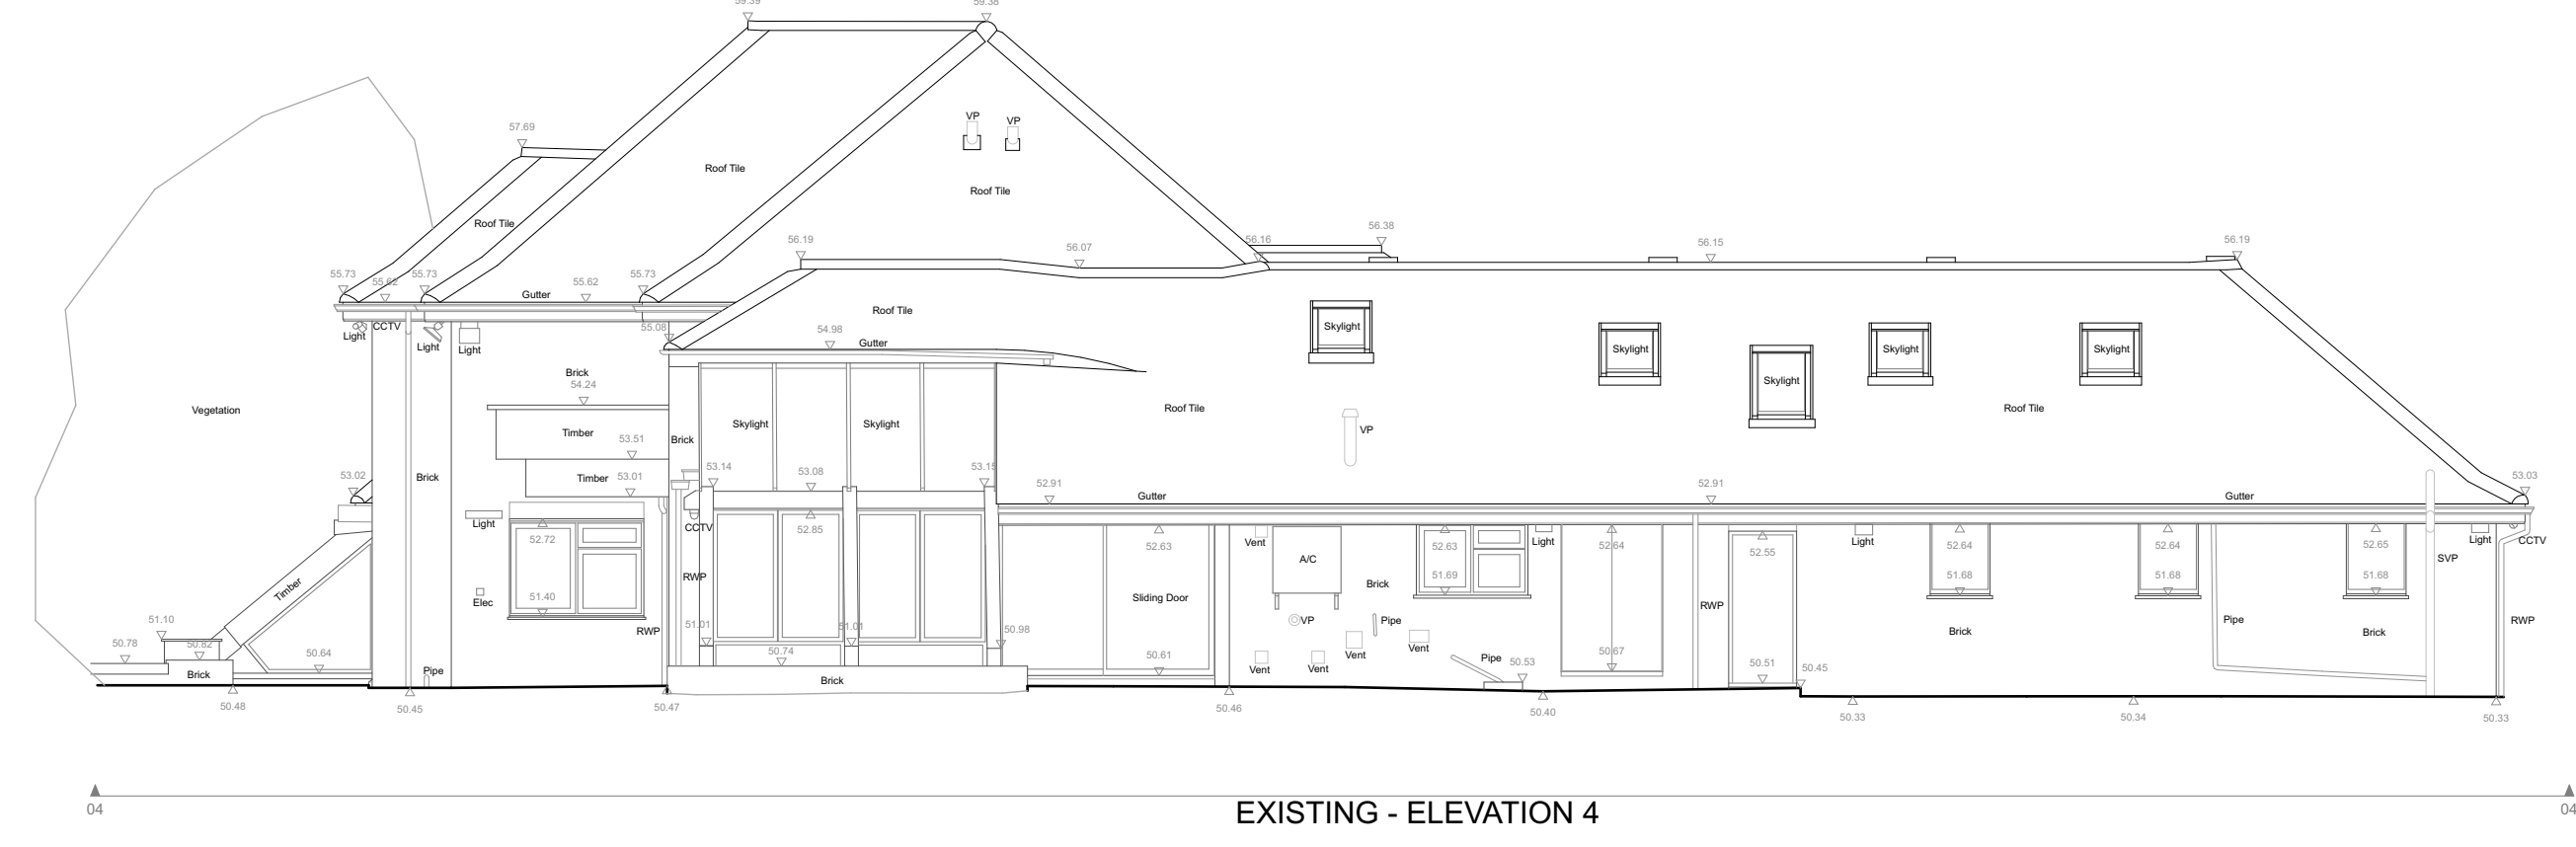 59.39
59.38
VP
VP
57.69
Roof Tile
Roof Tile
Roof Tile
56.38
56.19
56.07
56.16
56.15
56.19
55.73
55.62
55.73
Gutter
55.62
55.73
Roof Tile
Light
CCTV
Light
Light
55.08
54.98
Gutter
Skylight
Skylight
Skylight
Skylight
Skylight
Brick
54.24
Vegetation
Timber
53.51
Brick
Skylight
Skylight
Roof Tile
VP
Roof Tile
53.02
Brick
Timber
53.01
53.14
53.08
53.15
52.91
Gutter
52.91
Gutter
53.03
Light
CCTV
52.85
52.72
52.63
Vent
A/C
52.63
Light
52.64
52.55
Light
52.64
52.64
52.65
Light
CCTV
SVP
Timber
Elec
51.40
RWP
Sliding Door
Brick
51.69
51.68
51.68
51.68
51.10
50.78
50.82
50.64
RWP
51.01
51.01
50.98
50.74
50.61
VP
Pipe
Vent
Vent
Vent
Vent
Pipe
50.53
50.67
RWP
50.51
50.45
Brick
Pipe
Brick
RWP
Brick
Pipe
Brick
50.48
50.45
50.47
50.46
50.40
50.33
50.34
50.33
04
EXISTING - ELEVATION 4
04